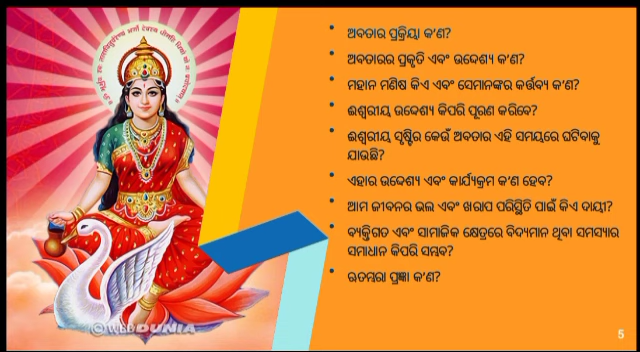 ଅବତାର ପ୍ରକ୍ରିୟା କ'ଣ?
ଅବତାରର ପ୍ରକୃତି ଏବଂ ଉଦ୍ଦେଶ୍ୟ କ'ଣ?
ମହାନ ମଣିଷ କିଏ ଏବଂ ସେମାନଙ୍କର କର୍ତ୍ତବ୍ୟ କ'ଣ?
ଈଶ୍ୱରୀୟ ଉଦ୍ଦେଶ୍ୟ କିପରି ପୂରଣ କରିବେ?
ଈଶ୍ୱରୀୟ ସୃଷ୍ଟିର କେଉଁ ଅବତାର ଏହି ସମୟରେ ଘଟିବାକୁ
ଯାଉଛି?
ଏହାର ଉଦ୍ଦେଶ୍ୟ ଏବଂ କାର୍ଯ୍ୟକ୍ରମ କ'ଣ ହେବ?
ଆମ ଜୀବନର ଭଲ ଏବଂ ଖରାପ ପରିସ୍ଥିତି ପାଇଁ କିଏ ଦାୟୀ?
ବ୍ୟକ୍ତିଗତ ଏବଂ ସାମାଜିକ କ୍ଷେତ୍ରରେ ବିଦ୍ୟମାନ ଥିବା ସମସ୍ୟାର
ସମାଧାନ କିପରି ସମ୍ଭବ?
ଋତମ୍ଭରା ପ୍ରଜ୍ଞା କ'ଣ?
©WEBDUNIA
5